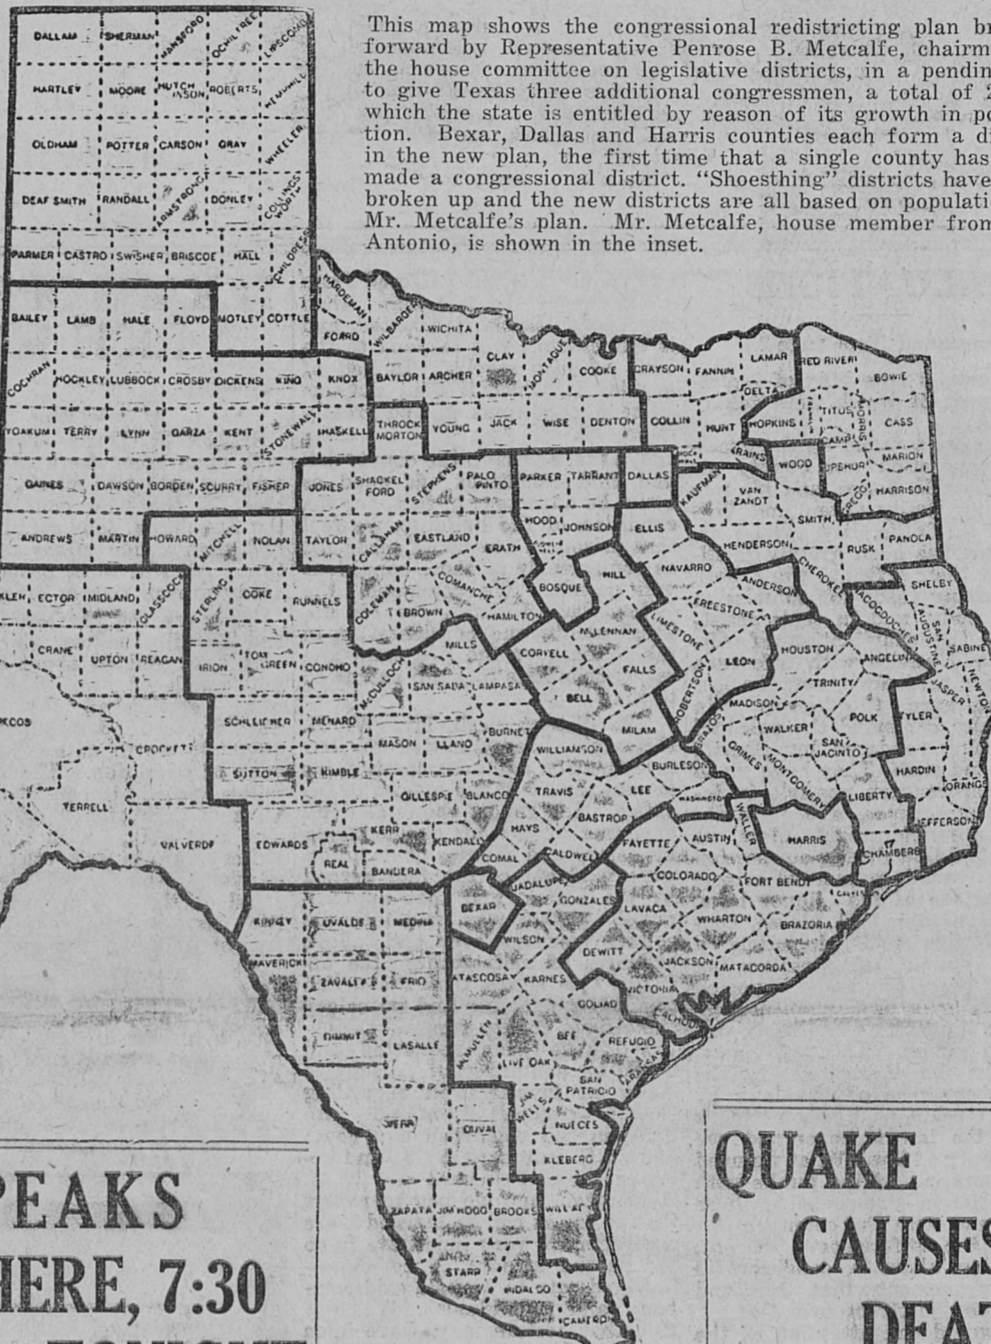 This map shows the congressional redistricting plan
forward by Representative Penrose B. Metcalfe,
the house committee on legislative districts, in a
to give Texas three additional congressmen, a total of
which the state is entitled by reason of its growth in
tion. Bexar, Dallas and Harris counties each form a
in the new plan, the first time that a single county has
made a congressional district. “Shoesthing” districts have
broken up and the new districts are all based on
Mr. Metcalfe's plan. Mr. Metcalfe, house member from
Antonio, is shown in the inset.
DALLAM SHERMAN HANSFORD OCHILTREE LIPSCOMB
HARTLEY MOORE HUTCHINSON ROBERTS HEMPHILL
OLDHAM POTTER CARSON GRAY WHEELER
DEAF SMITH RANDALL ARMSTRONG DONLEY COLLINGSWORTH
PARMER CASTRO SWISHER BRISCOE HALL CHILDRESS
HARDEMAN WILBARGER WICHITA
BAILEY LAMB HALE FLOYD MOTLEY COTTLE FOARD CLAY MONTAGUE COOKE GRAYSON FANNIN LAMAR RED RIVER BOWIE
COCHRAN HOCKLEY LUBBOCK CROSBY DICKENS KING KNOX BAYLOR ARCHER DELTA TITUS MORRIS CASS
YOAKUM TERRY LYNN GARZA KENT STONEWALL HASKELL THROCK MORTON YOUNG JACK WISE DENTON COLLIN HUNT HOPKINS CAMP MARION
RAINS WOOD UPSHUR GREGG HARRISON
GAINES DAWSON BORDEN SCURRY FISHER JONES SHACKEL FORD STEPHENS PALO PINTO PARKER TARRANT DALLAS KAUFMAN VAN ZANDT SMITH
ANDREWS MARTIN HOWARD MITCHELL NOLAN TAYLOR CALLAHAN EASTLAND ERATH HOOD JOHNSON ELLIS HENDERSON RUSK PANOLA
ECTOR MIDLAND GLASSCOCK STERLING COKE RUNNELS COLEMAN BROWN COMANCHE HAMILTON BOSQUE HILL NAVARRO ANDERSON CHEROKEE SHELBY
FREESTONE LIMESTONE NACOGDOCHES SAN AUGUSTINE SABINE
CRANE UPTON REAGAN IRION TOM GREEN CONCHO McCULLOCH MILLS SAN SABA LAMPASAS CORYELL McLENNAN FALLS LEON HOUSTON ANGELINA NEWTON
BELL ROBERTSON MADISON TRINITY JASPER
CROCKETT SCHLEICHER MENARD MASON LLANO BURNET MILAM BRAZOS WALKER POLK TYLER
GRIMES SAN JACINTO
TERRELL SUTTON KIMBLE GILLESPIE BLANCO WILLIAMSON BURLESON MONTGOMERY HARDIN
TRAVIS LEE WASHINGTON LIBERTY ORANGE
VALVERDE EDWARDS KERR KENDALL HAYS BASTROP WALLER JEFFERSON
REAL BANDERA COMAL CALDWELL FAYETTE AUSTIN HARRIS CHAMBERS
KINNEY UVALDE MEDINA BEXAR GUADALUPE GONZALES LAVACA COLORADO FORT BEND
WILSON WHARTON BRAZORIA
MAVERICK ZAVALA FRIO ATASCOSA KARNES DEWITT JACKSON MATAGORDA
VICTORIA
DIMMIT LASALLE McMULLEN LIVE OAK BEE GOLIAD CALHOUN
REFUGIO ARANSAS
SAN PATRICIO
WEBB DUVAL JIM WELLS NUECES
KLEBERG
ZAPATA JIM HOGG BROOKS WILLACY
STARR HIDALGO
CAMERON
HERE, 7:30
QUAKE